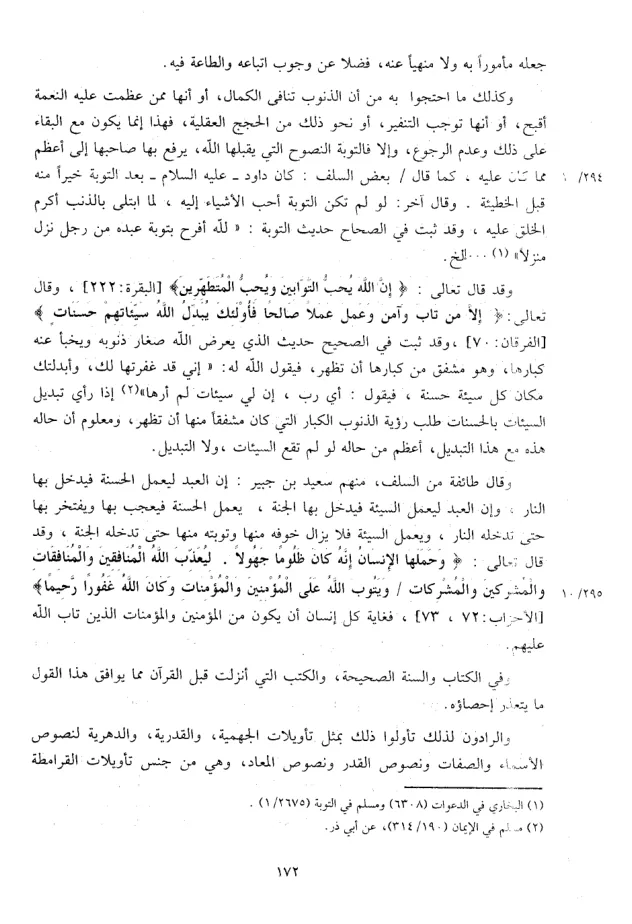 جعله مأموراً به ولا منهياً عنه، فضلا عن وجوب اتباعه والطاعة فيه.
وكذلك ما احتجوا به من أن الذنوب تنافى الكمال، أو أنها ممن عظمت عليه النعمة
أقبح، أو أنها توجب التنفير، أو نحو ذلك من الحجج العقلية، فهذا إنما يكون مع البقاء
على ذلك وعدم الرجوع، وإلا فالتوبة النصوح التي يقبلها الله، يرفع بها صاحبها إلى أعظم
مما كان عليه ، كما قال / بعض السلف : كان داود ـ عليه السلام ـ بعد التوبة خيراً منه
١٠/٢٩٤
قبل الخطيئة . وقال آخر: لو لم تكن التوبة أحب الأشياء إليه ، لما ابتلى بالذنب أكرم
الخلق عليه ، وقد ثبت في الصحاح حديث التوبة : « لله أفرح بتوبة عبده من رجل نزل
منزلاً» (١) ...الخ.
وقد قال تعالى : ﴿ إِنَّ اللَّهَ يُحِبُّ التَّوَّابِينَ وَيُحِبُّ الْمُتَطَهِّرِينَ﴾ [البقرة:٢٢٢] ، وقال
تعالى:﴿ إِلاَّ مَن تَابَ وَآمَنَ وَعَمِلَ عَمَلاً صَالِحًا فَأُوْلَئِكَ يُبَدِّلُ اللَّهُ سَيِّئَاتِهِمْ حَسَنَاتٍ ﴾
[الفرقان:٧٠] ،وقد ثبت في الصحيح حديث الذي يعرض الله صغار ذنوبه ويخبأ عنه
كبارها، وهو مشفق من كبارها أن تظهر، فيقول الله له: « إني قد غفرتها لك، وأبدلتك
مكان كل سيئة حسنة ، فيقول : أي رب ، إن لي سيئات لم أرها»(٢) إذا رأي تبديل
السيئات بالحسنات طلب رؤية الذنوب الكبار التي كان مشفقاً منها أن تظهر، ومعلوم أن حاله
هذه مع هذا التبديل، أعظم من حاله لو لم تقع السيئات ،ولا التبديل.
وقال طائفة من السلف، منهم سعيد بن جبير : إن العبد ليعمل الحسنة فيدخل بها
النار ، وإن العبد ليعمل السيئة فيدخل بها الجنة ، يعمل الحسنة فيعجب بها ويفتخر بها
حتى تدخله النار ، ويعمل السيئة فلا يزال خوفه منها وتوبته منها حتى تدخله الجنة ، وقد
قال تعالى : ﴿ وَحَمَلَهَا الإِنسَانُ إِنَّهُ كَانَ ظَلُومًا جَهُولاً . لِيُعَذِّبَ اللَّهُ الْمُنَافِقِينَ وَالْمُنَافِقَاتِ
وَالْمُشْرِكِينَ وَالْمُشْرِكَاتِ / وَيَتُوبَ اللَّهُ عَلَى الْمُؤْمِنِينَ وَالْمُؤْمِنَاتِ وَكَانَ اللَّهُ غَفُورًا رَّحِيمًا﴾
١٠/٢٩٥
[الأحزاب:٧٢ ، ٧٣] ، فغاية كل إنسان أن يكون من المؤمنين والمؤمنات الذين تاب الله
عليهم.
وفي الكتاب والسنة الصحيحة، والكتب التي أنزلت قبل القرآن مما يوافق هذا القول
ما يتعذر إحصاؤه.
والرادون لذلك تأولوا ذلك بمثل تأويلات الجهمية، والقدرية، والدهرية لنصوص
الأسماء والصفات ونصوص القدر ونصوص المعاد، وهي من جنس تأويلات القرامطة
(١) البخاري في الدعوات (٦٣٠٨) ومسلم في التوبة (١/٢٦٧٥) .
(٢) مسلم في الإيمان (٣١٤/١٩٠)، عن أبي ذر.
١٧٢